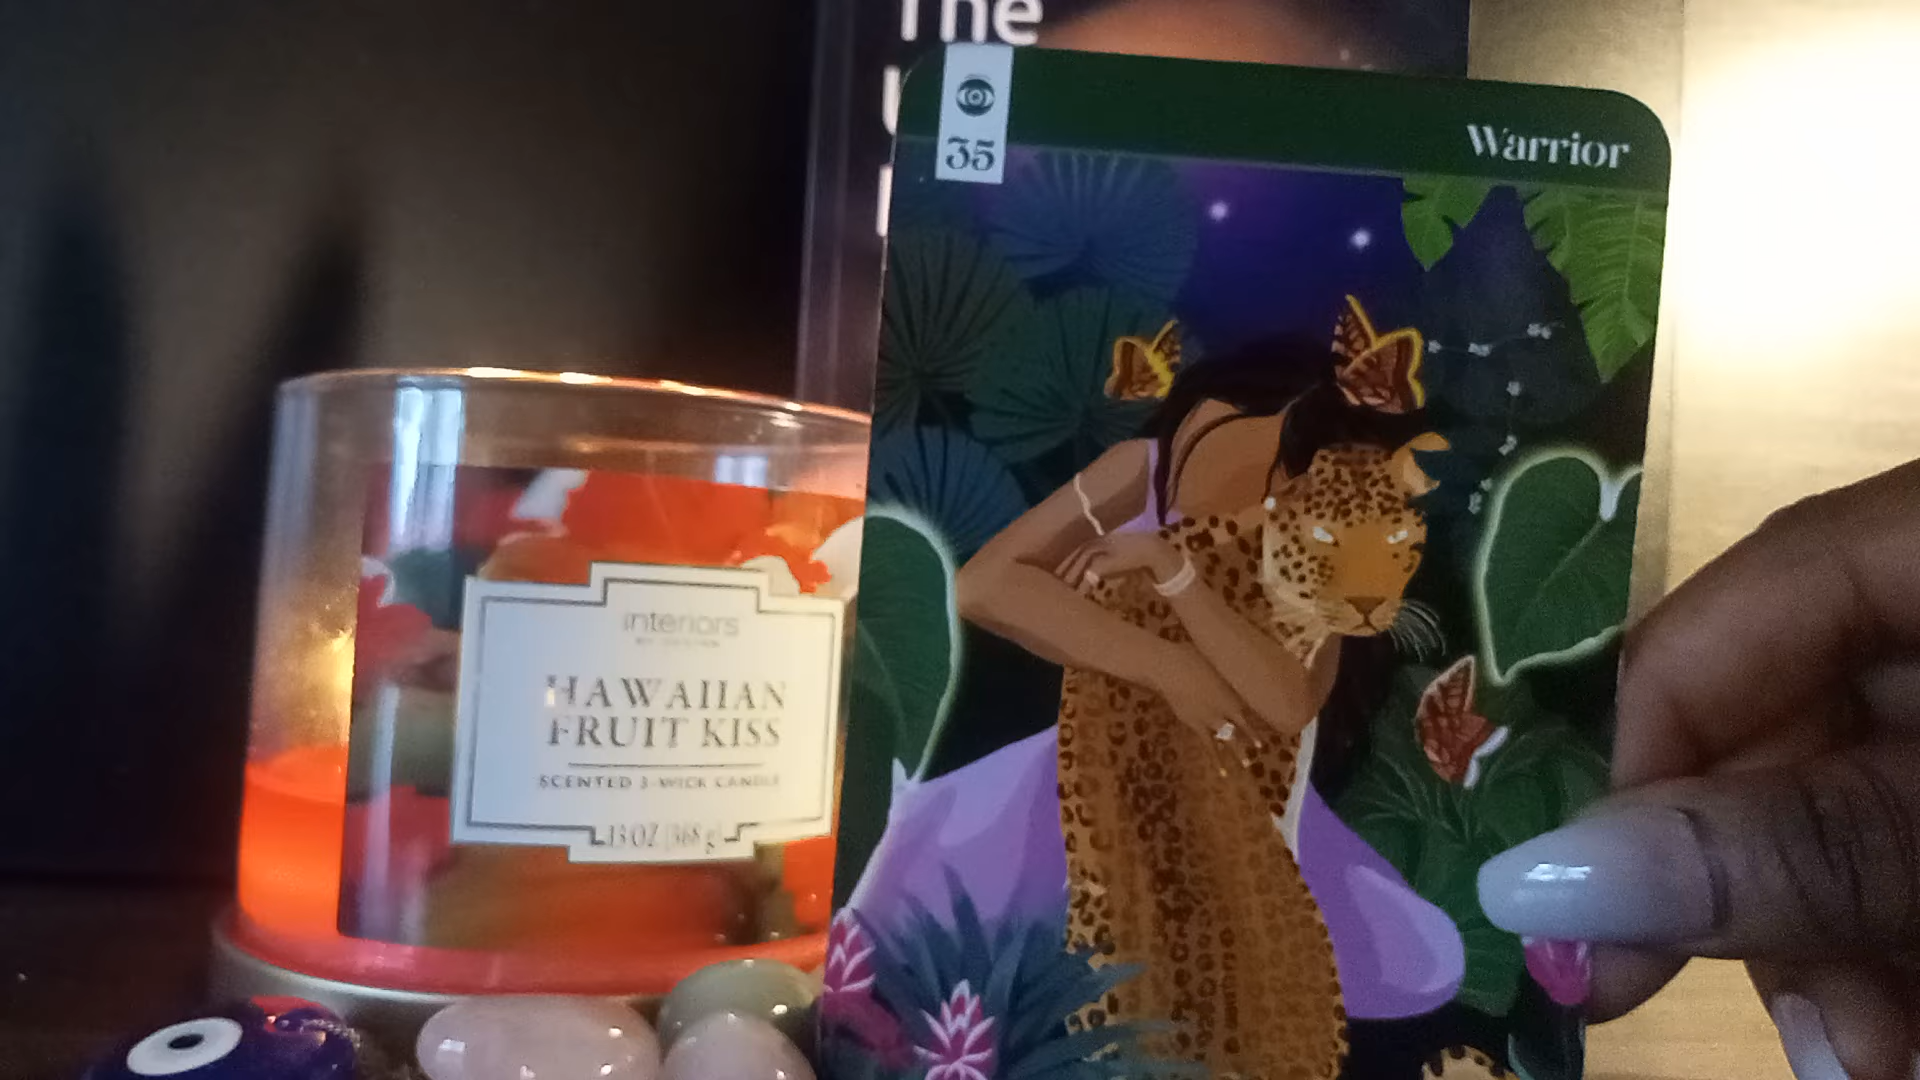 The
35
Warrior
interiors
HAWAIIAN
FRUIT KISS
SCENTED 3-WICK CANDLE
13 OZ (368 g)